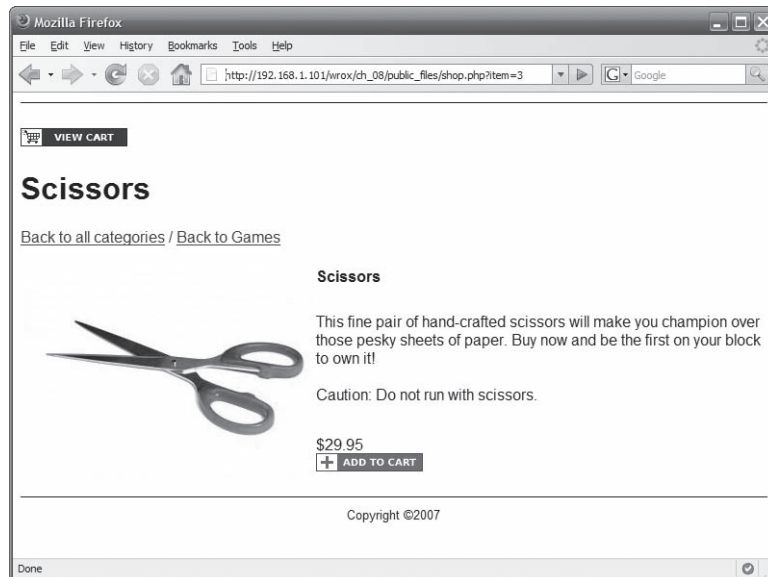 Mozilla Firefox
File Edit View History Bookmarks Tools Help
http://192.168.1.101/wrox/ch_08/public_files/shop.php?item=3
G
Google
VIEW CART
Scissors
Back to all categories / Back to Games
Scissors
This fine pair of hand-crafted scissors will make you champion over
those pesky sheets of paper. Buy now and be the first on your block
to own it!
Caution: Do not run with scissors.
$29.95
ADD TO CART
Copyright ©2007
Done